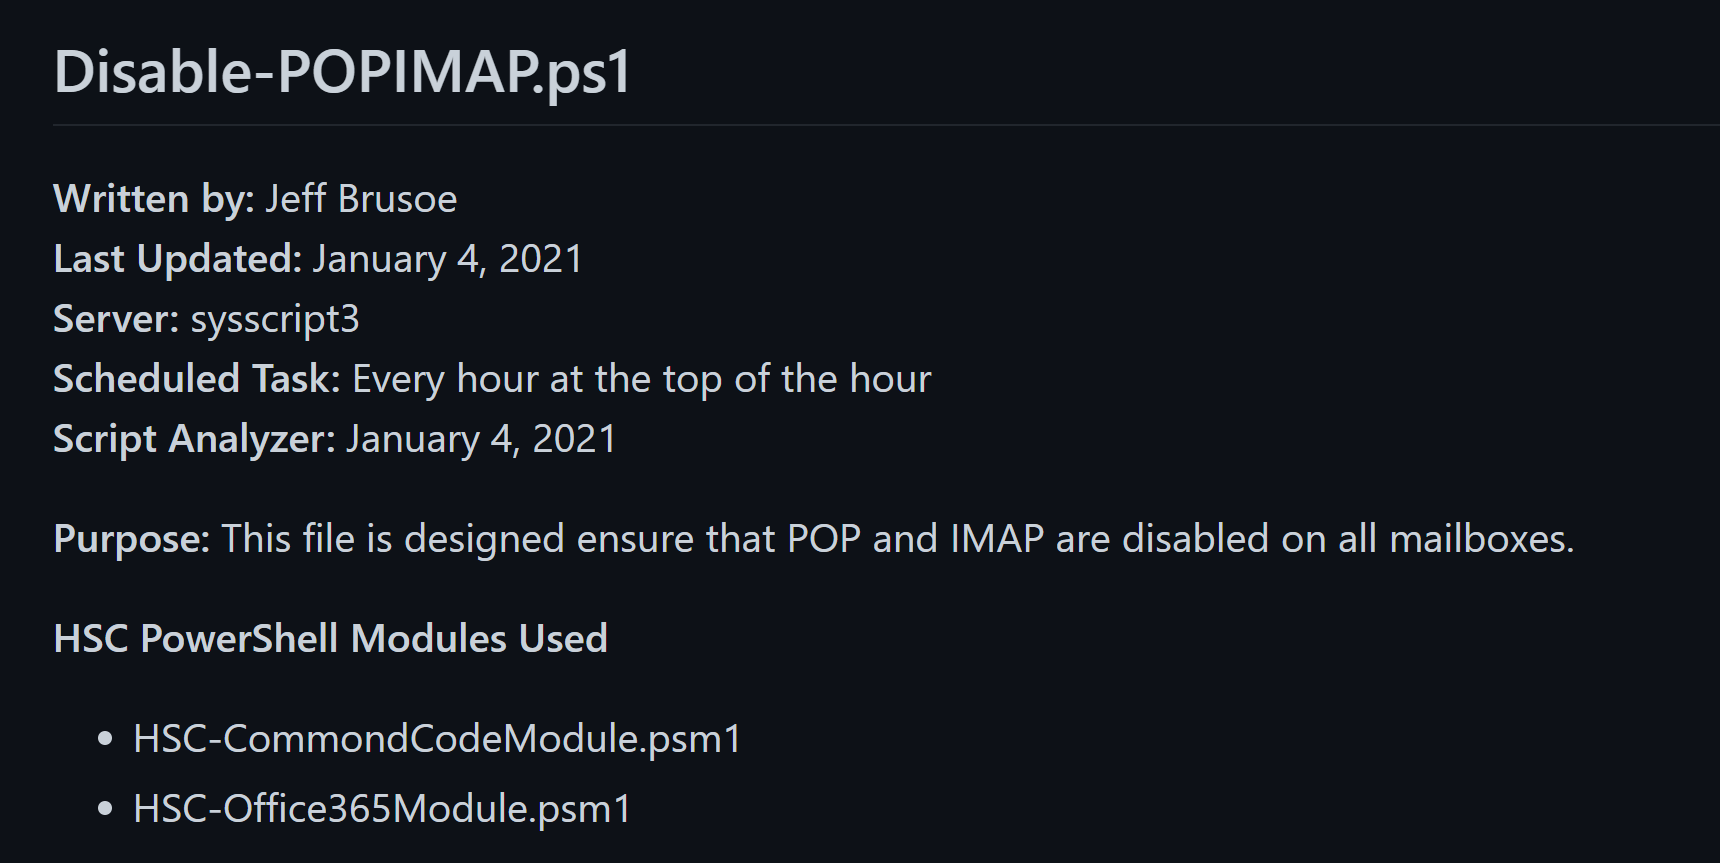 Disable-POPIMAP.ps1
Written by: Jeff Brusoe
Last Updated: January 4, 2021
Server: sysscript3
Scheduled Task: Every hour at the top of the hour
Script Analyzer: January 4, 2021
Purpose: This file is designed ensure that POP and IMAP are disabled on all mailboxes.
HSC PowerShell Modules Used
• HSC-CommondCodeModule.psm1
• HSC-Office365Module.psm1